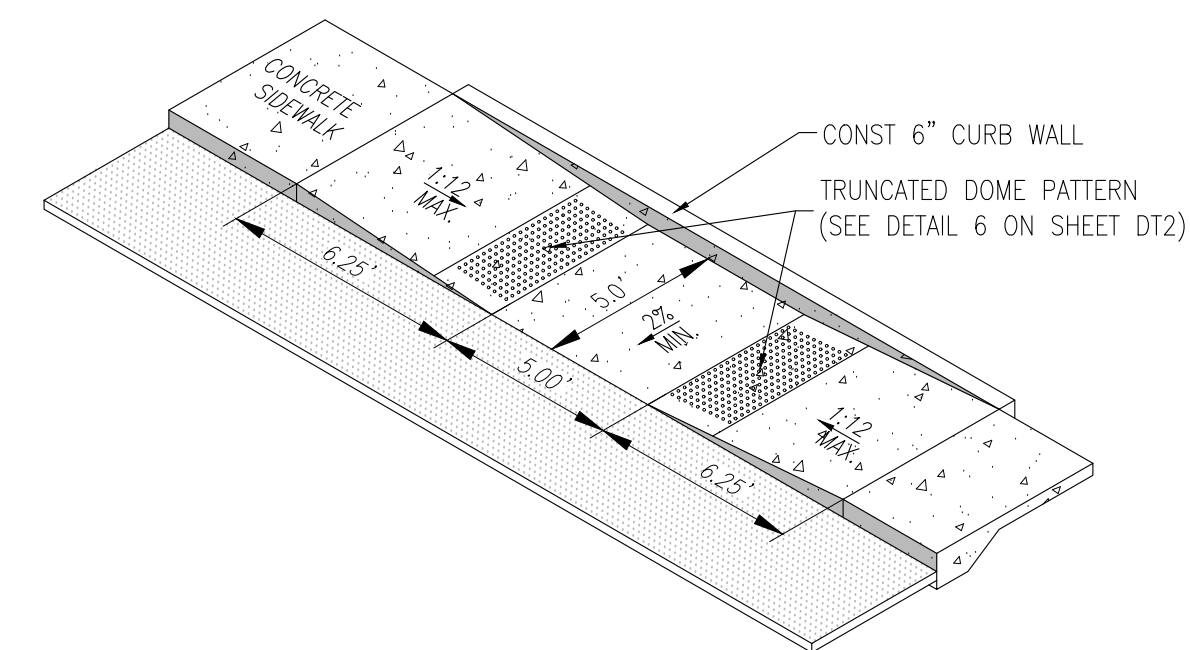 CONCRETE
SIDEWALK
CONST 6" CURB WALL
TRUNCATED DOME PATTERN
(SEE DETAIL 6 ON SHEET DT2)
1:12
MAX.
6.25'
5.0'
2%
MIN.
5.00'
1:12
MAX.
6.25'